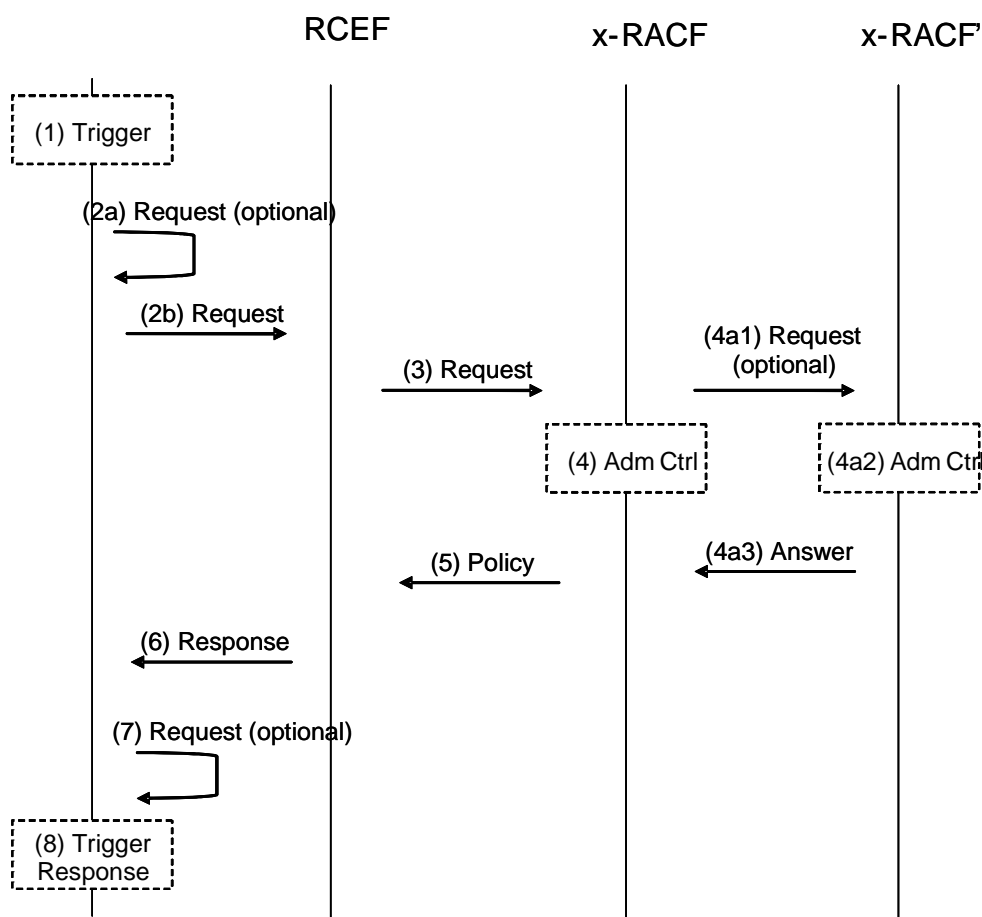 RCEF
x-RACF
x-RACF'
(1) Trigger
(2a) Request (optional)
(2b) Request
(3) Request
(4a1) Request
(optional)
(4) Adm Ctrl
(4a2) Adm Ctrl
(4a3) Answer
(5) Policy
(6) Response
(7) Request (optional)
(8) Trigger
Response